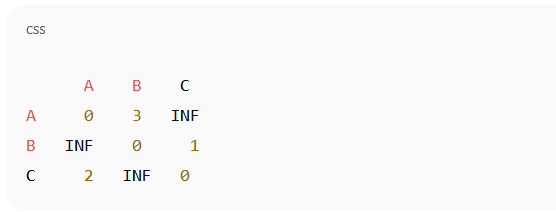 css
A B C
A 0 3 INF
B INF 0 1
C 2 INF 0